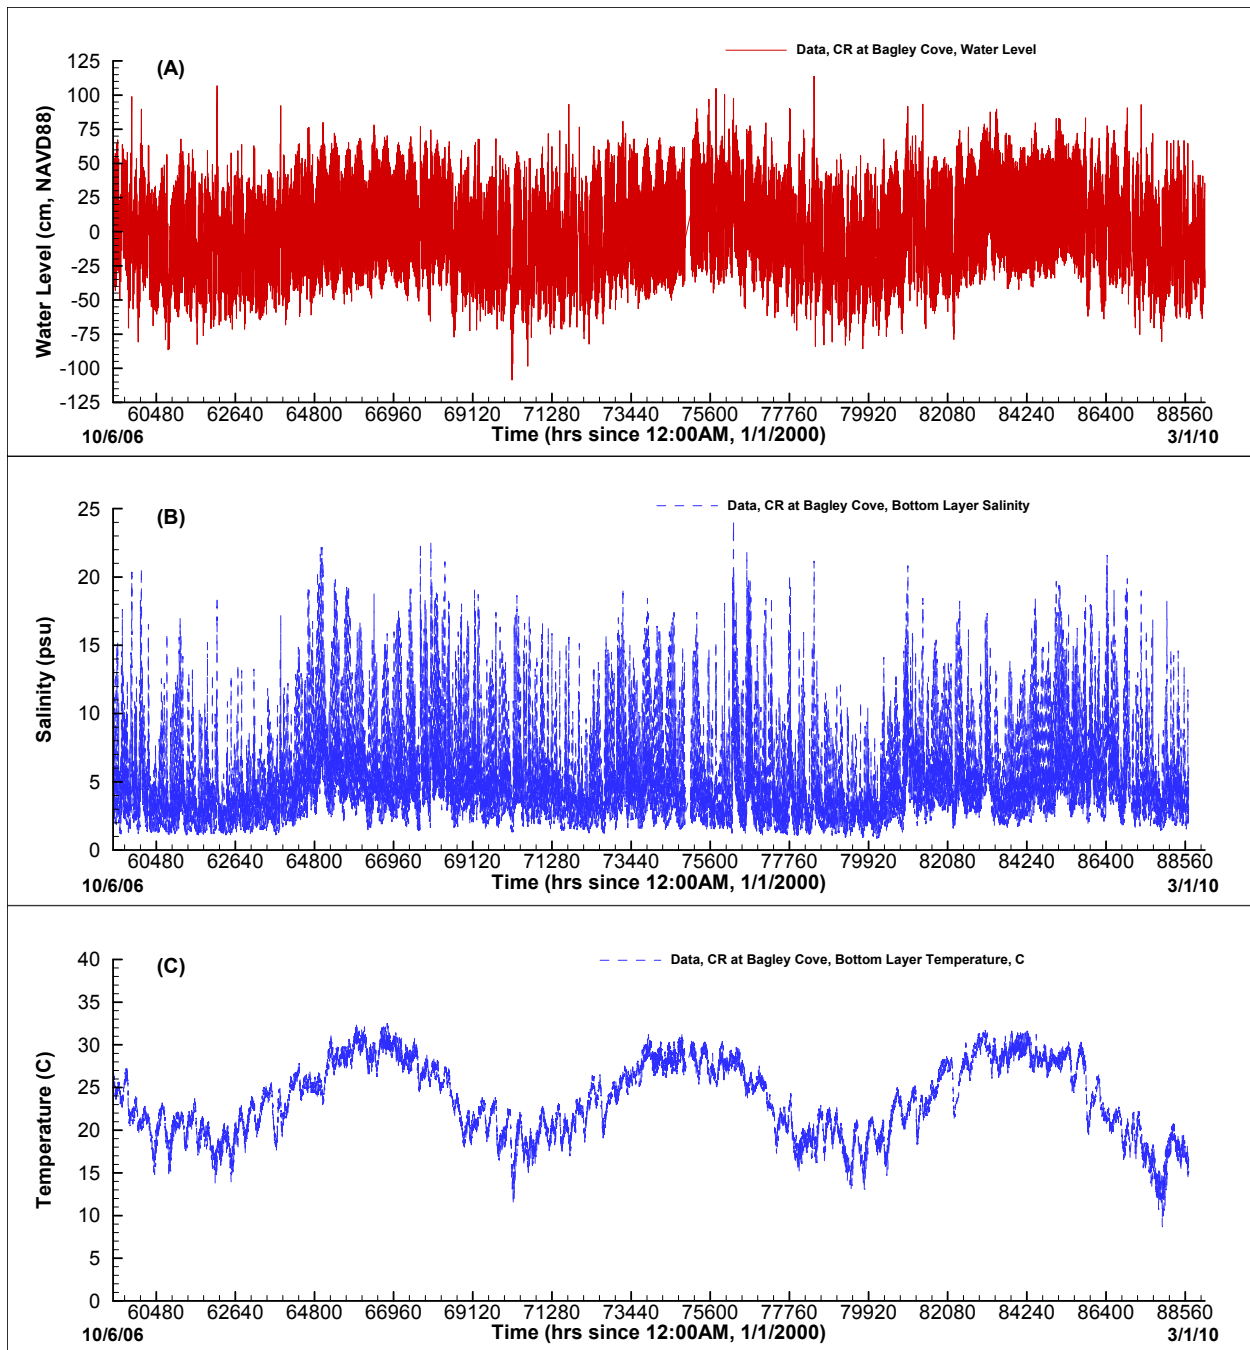 (A)
Data, CR at Bagley Cove, Water Level
Water Level (cm, NAVD88)
125
100
75
50
25
0
-25
-50
-75
-100
-125
60480 62640 64800 66960 69120 71280 73440 75600 77760 79920 82080 84240 86400 88560
10/6/06 Time (hrs since 12:00AM, 1/1/2000) 3/1/10
(B)
Data, CR at Bagley Cove, Bottom Layer Salinity
Salinity (psu)
25
20
15
10
5
0
60480 62640 64800 66960 69120 71280 73440 75600 77760 79920 82080 84240 86400 88560
10/6/06 Time (hrs since 12:00AM, 1/1/2000) 3/1/10
(C)
Data, CR at Bagley Cove, Bottom Layer Temperature, C
Temperature (C)
40
35
30
25
20
15
10
5
0
60480 62640 64800 66960 69120 71280 73440 75600 77760 79920 82080 84240 86400 88560
10/6/06 Time (hrs since 12:00AM, 1/1/2000) 3/1/10